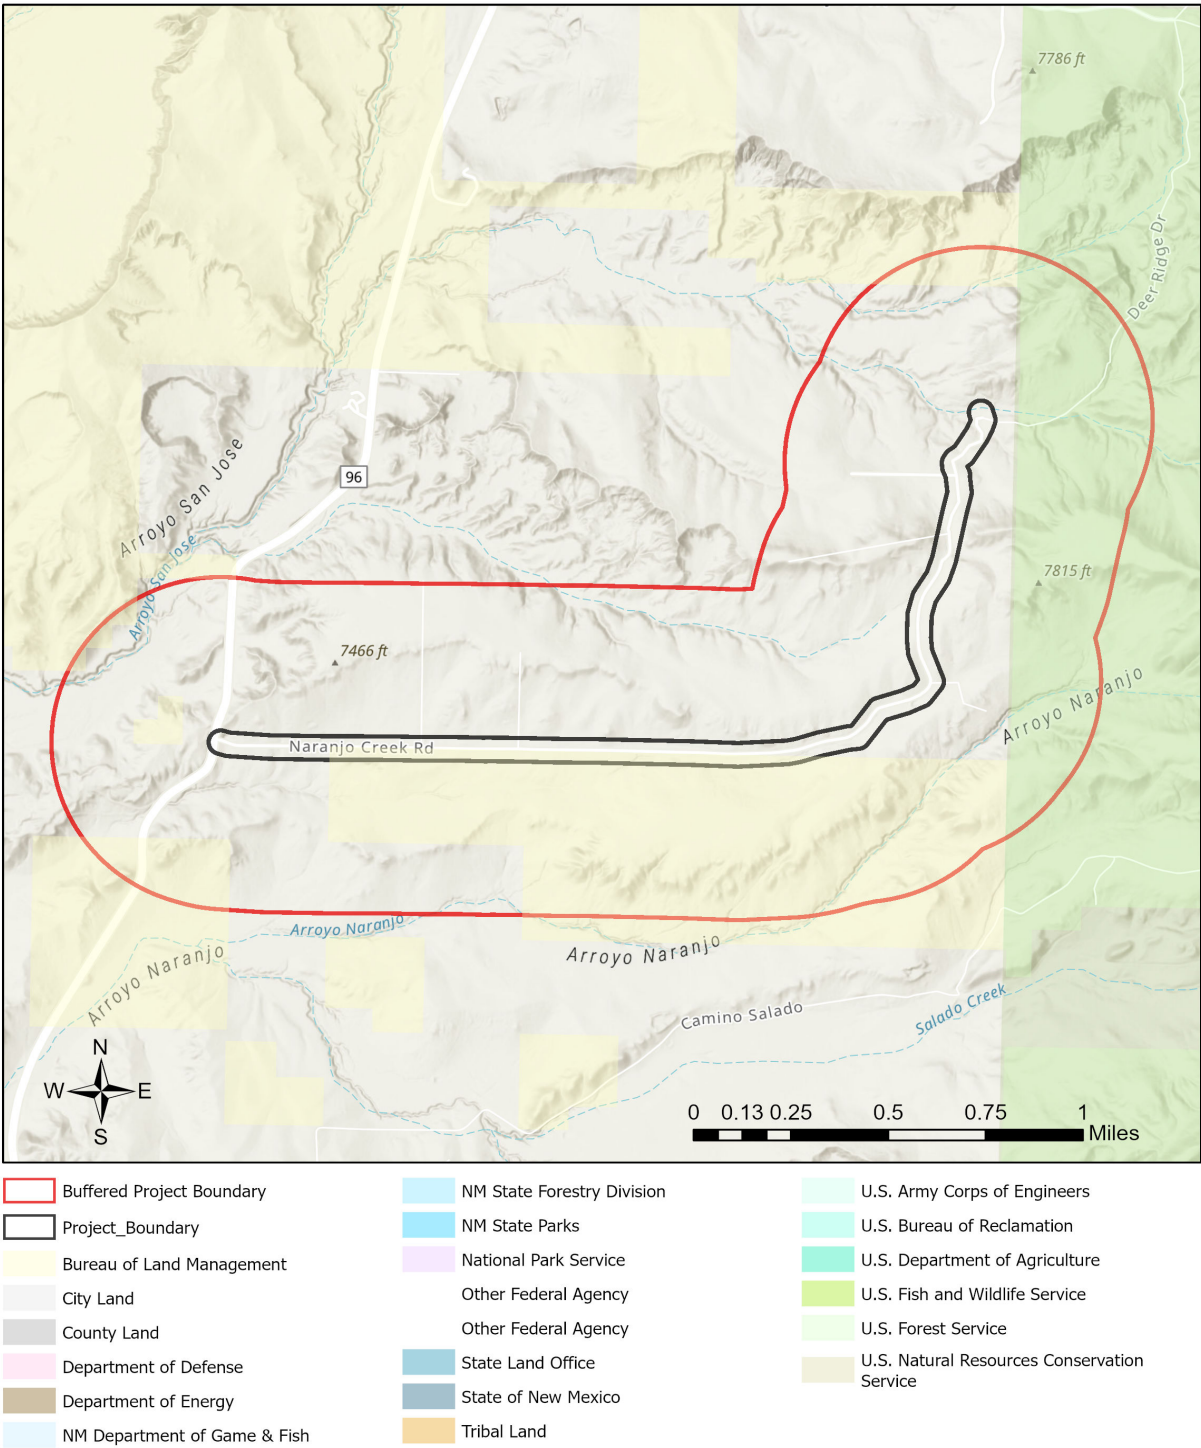 7786 ft
Deer Ridge Dr
Arroyo San Jose
96
Arroyo San Jose
7815 ft
7466 ft
Arroyo Naranjo
Naranjo Creek Rd
Arroyo Naranjo
Arroyo Naranjo
Arroyo Naranjo
Camino Salado
Salado Creek
N
W E
S
0 0.13 0.25 0.5 0.75 1
Miles
Buffered Project Boundary
Project_Boundary
Bureau of Land Management
City Land
County Land
Department of Defense
Department of Energy
NM Department of Game & Fish
NM State Forestry Division
NM State Parks
National Park Service
Other Federal Agency
Other Federal Agency
State Land Office
State of New Mexico
Tribal Land
U.S. Army Corps of Engineers
U.S. Bureau of Reclamation
U.S. Department of Agriculture
U.S. Fish and Wildlife Service
U.S. Forest Service
U.S. Natural Resources Conservation
Service